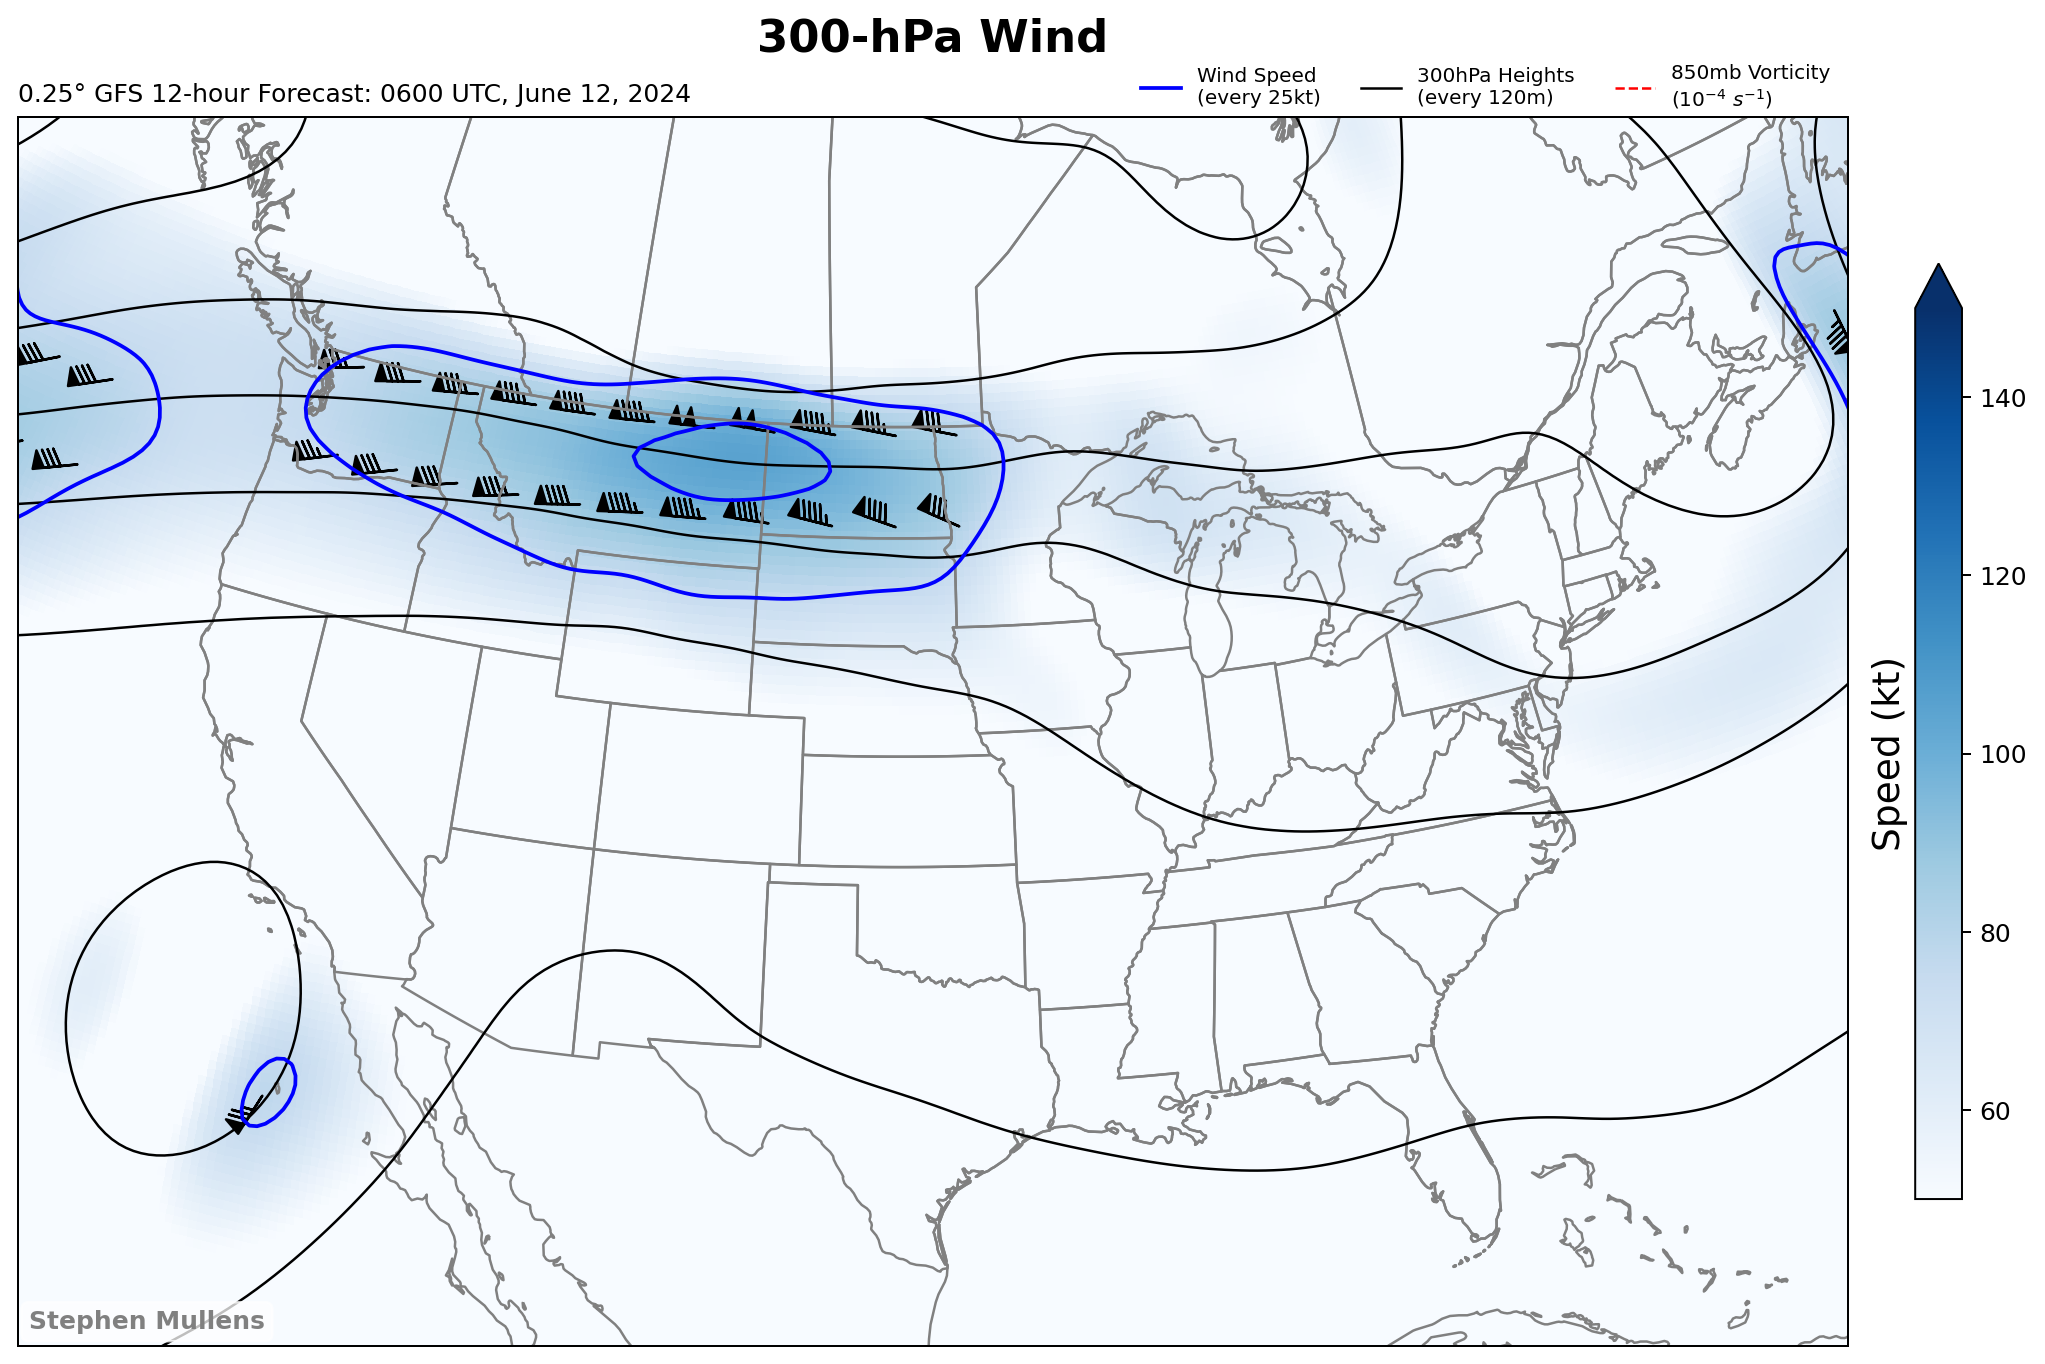 300-hPa Wind
0.25° GFS 12-hour Forecast: 0600 UTC, June 12, 2024
Wind Speed
(every 25kt)
300hPa Heights
(every 120m)
850mb Vorticity
(10⁻⁴ s⁻¹)
140
120
100
80
60
Speed (kt)
Stephen Mullens